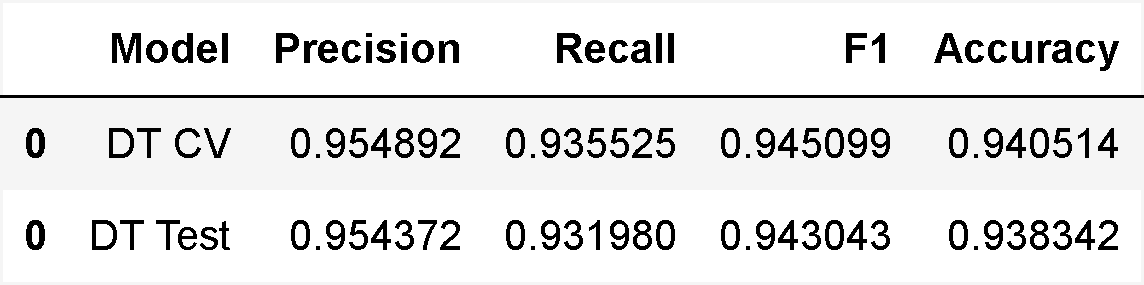 Model Precision Recall F1 Accuracy
0 DT CV 0.954892 0.935525 0.945099 0.940514
0 DT Test 0.954372 0.931980 0.943043 0.938342